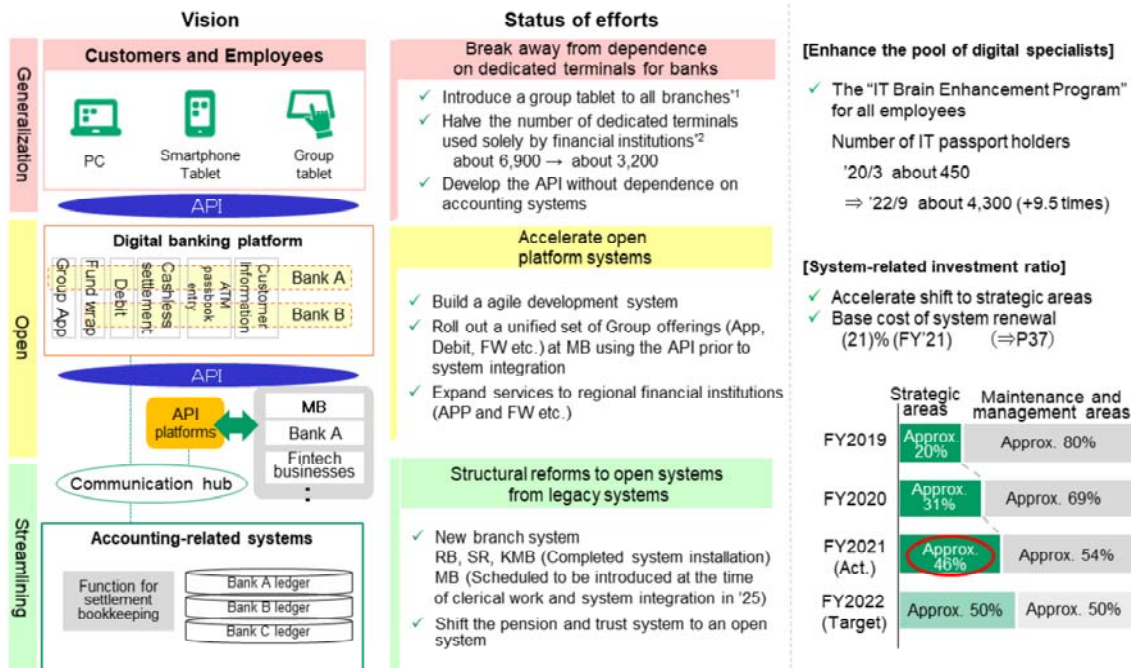 Vision
Generalization
Customers and Employees
PC
Smartphone
Tablet
Group
tablet
API
Open
Digital banking platform
Group App
Fund wrap
Debit
Cashless
settlement
ATM
passbook
entry
Customer
Information
Bank A
Bank B
API
API
platforms
MB
Bank A
Fintech
businesses
:
Communication hub
Streamlining
Accounting-related systems
Function for
settlement
bookkeeping
Bank A ledger
Bank B ledger
Bank C ledger
Status of efforts
Break away from dependence
on dedicated terminals for banks
✓ Introduce a group tablet to all branches*1
✓ Halve the number of dedicated terminals
used solely by financial institutions*2
about 6,900 → about 3,200
✓ Develop the API without dependence on
accounting systems
Accelerate open
platform systems
✓ Build a agile development system
✓ Roll out a unified set of Group offerings (App,
Debit, FW etc.) at MB using the API prior to
system integration
✓ Expand services to regional financial institutions
(APP and FW etc.)
Structural reforms to open systems
from legacy systems
✓ New branch system
RB, SR, KMB (Completed system installation)
MB (Scheduled to be introduced at the time
of clerical work and system integration in '25)
✓ Shift the pension and trust system to an open
system
[Enhance the pool of digital specialists]
✓ The "IT Brain Enhancement Program"
for all employees
Number of IT passport holders
'20/3 about 450
⇒ '22/9 about 4,300 (+9.5 times)
[System-related investment ratio]
✓ Accelerate shift to strategic areas
✓ Base cost of system renewal
(21)% (FY'21) (⇒P37)
Strategic
areas
Maintenance and
management areas
FY2019
Approx.
20%
Approx. 80%
FY2020
Approx.
31%
Approx. 69%
FY2021
(Act.)
Approx.
46%
Approx. 54%
FY2022
(Target)
Approx. 50%
Approx. 50%